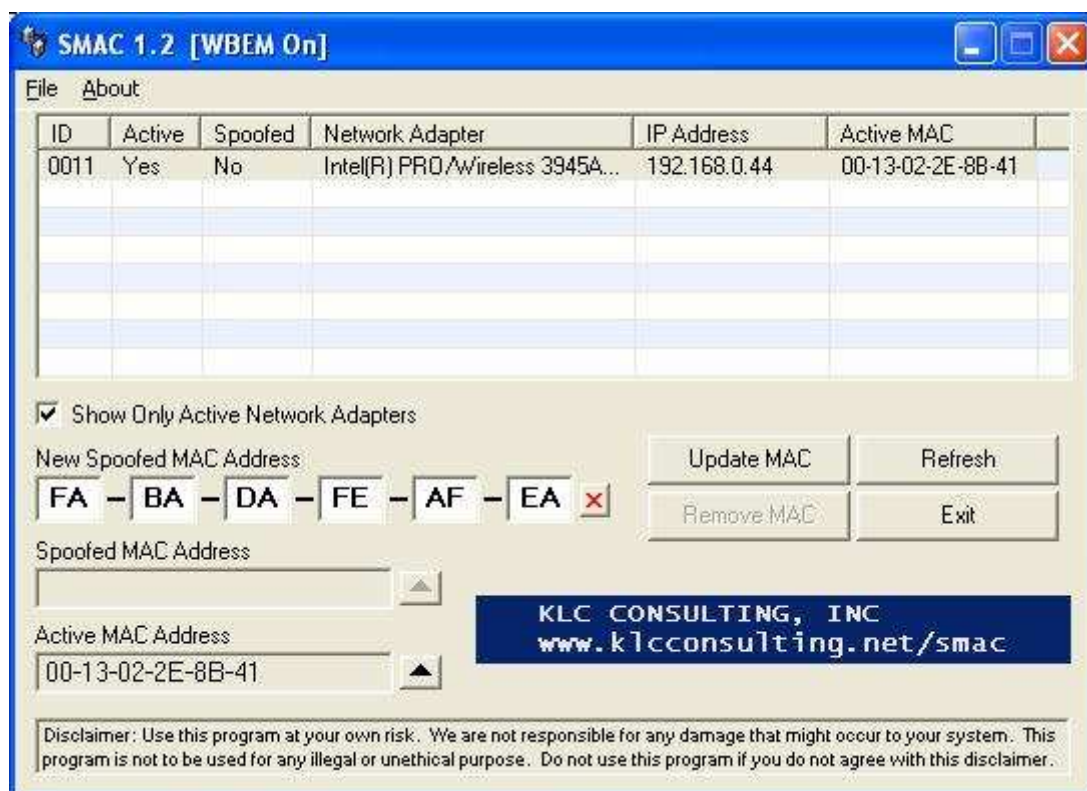 SMAC 1.2 [WBEM On]
File About
ID Active Spoofed Network Adapter IP Address Active MAC
0011 Yes No Intel(R) PRO/Wireless 3945A... 192.168.0.44 00-13-02-2E-8B-41
Show Only Active Network Adapters
New Spoofed MAC Address
FA - BA - DA - FE - AF - EA
Update MAC Refresh
Remove MAC Exit
Spoofed MAC Address
Active MAC Address
00-13-02-2E-8B-41
KLC CONSULTING, INC
www.klcconsulting.net/smac
Disclaimer: Use this program at your own risk. We are not responsible for any damage that might occur to your system. This
program is not to be used for any illegal or unethical purpose. Do not use this program if you do not agree with this disclaimer.